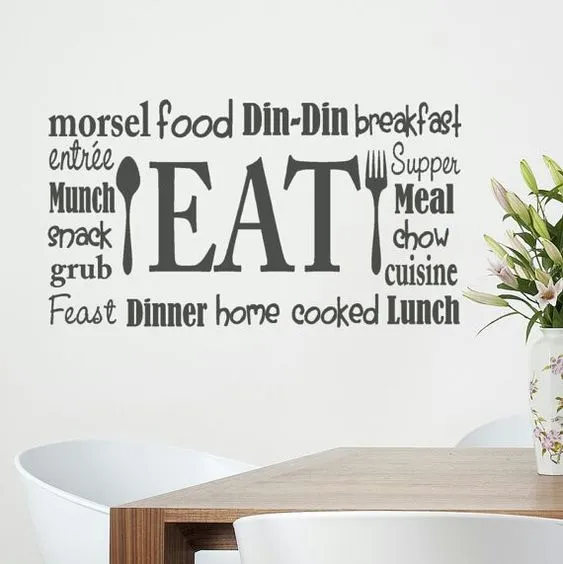 morsel food Din-Din breakfast
entrée
Munch
snack
grub
EAT
Supper
Meal
chow
cuisine
Feast Dinner home cooked Lunch